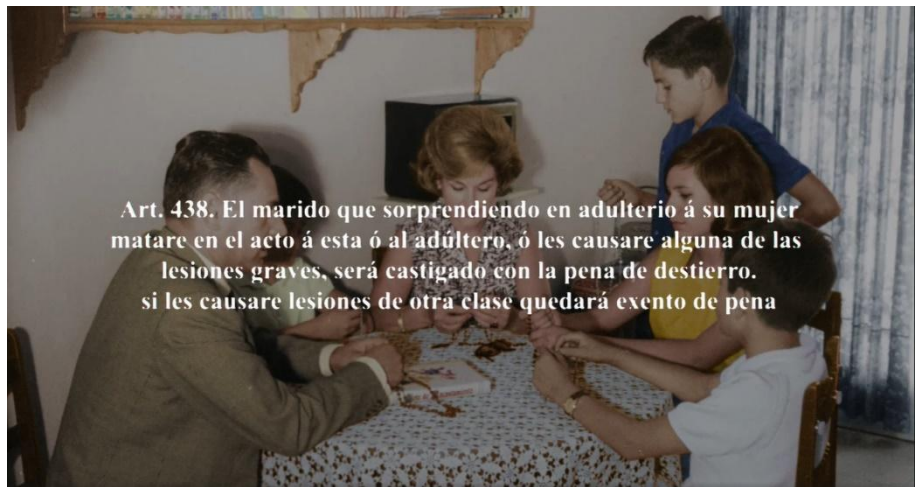 Art. 438. El marido que sorprendiendo en adulterio á su mujer
matare en el acto á esta ó al adúltero, ó les causare alguna de las
lesiones graves, será castigado con la pena de destierro.
si les causare lesiones de otra clase quedará exento de pena